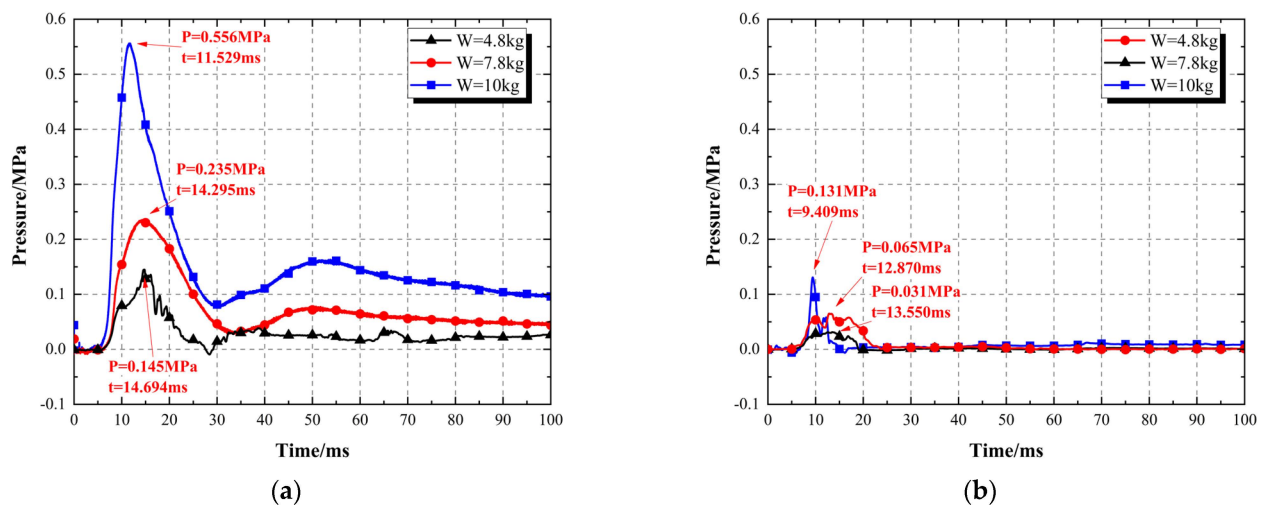 0.6
0.5
0.4
0.3
0.2
0.1
0.0
-0.1
Pressure/MPa
P=0.556MPa
t=11.529ms
W=4.8kg
W=7.8kg
W=10kg
P=0.235MPa
t=14.295ms
P=0.145MPa
t=14.694ms
0 10 20 30 40 50 60 70 80 90 100
Time/ms
(a)
0.6
0.5
0.4
0.3
0.2
0.1
0.0
-0.1
Pressure/MPa
W=4.8kg
W=7.8kg
W=10kg
P=0.131MPa
t=9.409ms
P=0.065MPa
t=12.870ms
P=0.031MPa
t=13.550ms
0 10 20 30 40 50 60 70 80 90 100
Time/ms
(b)